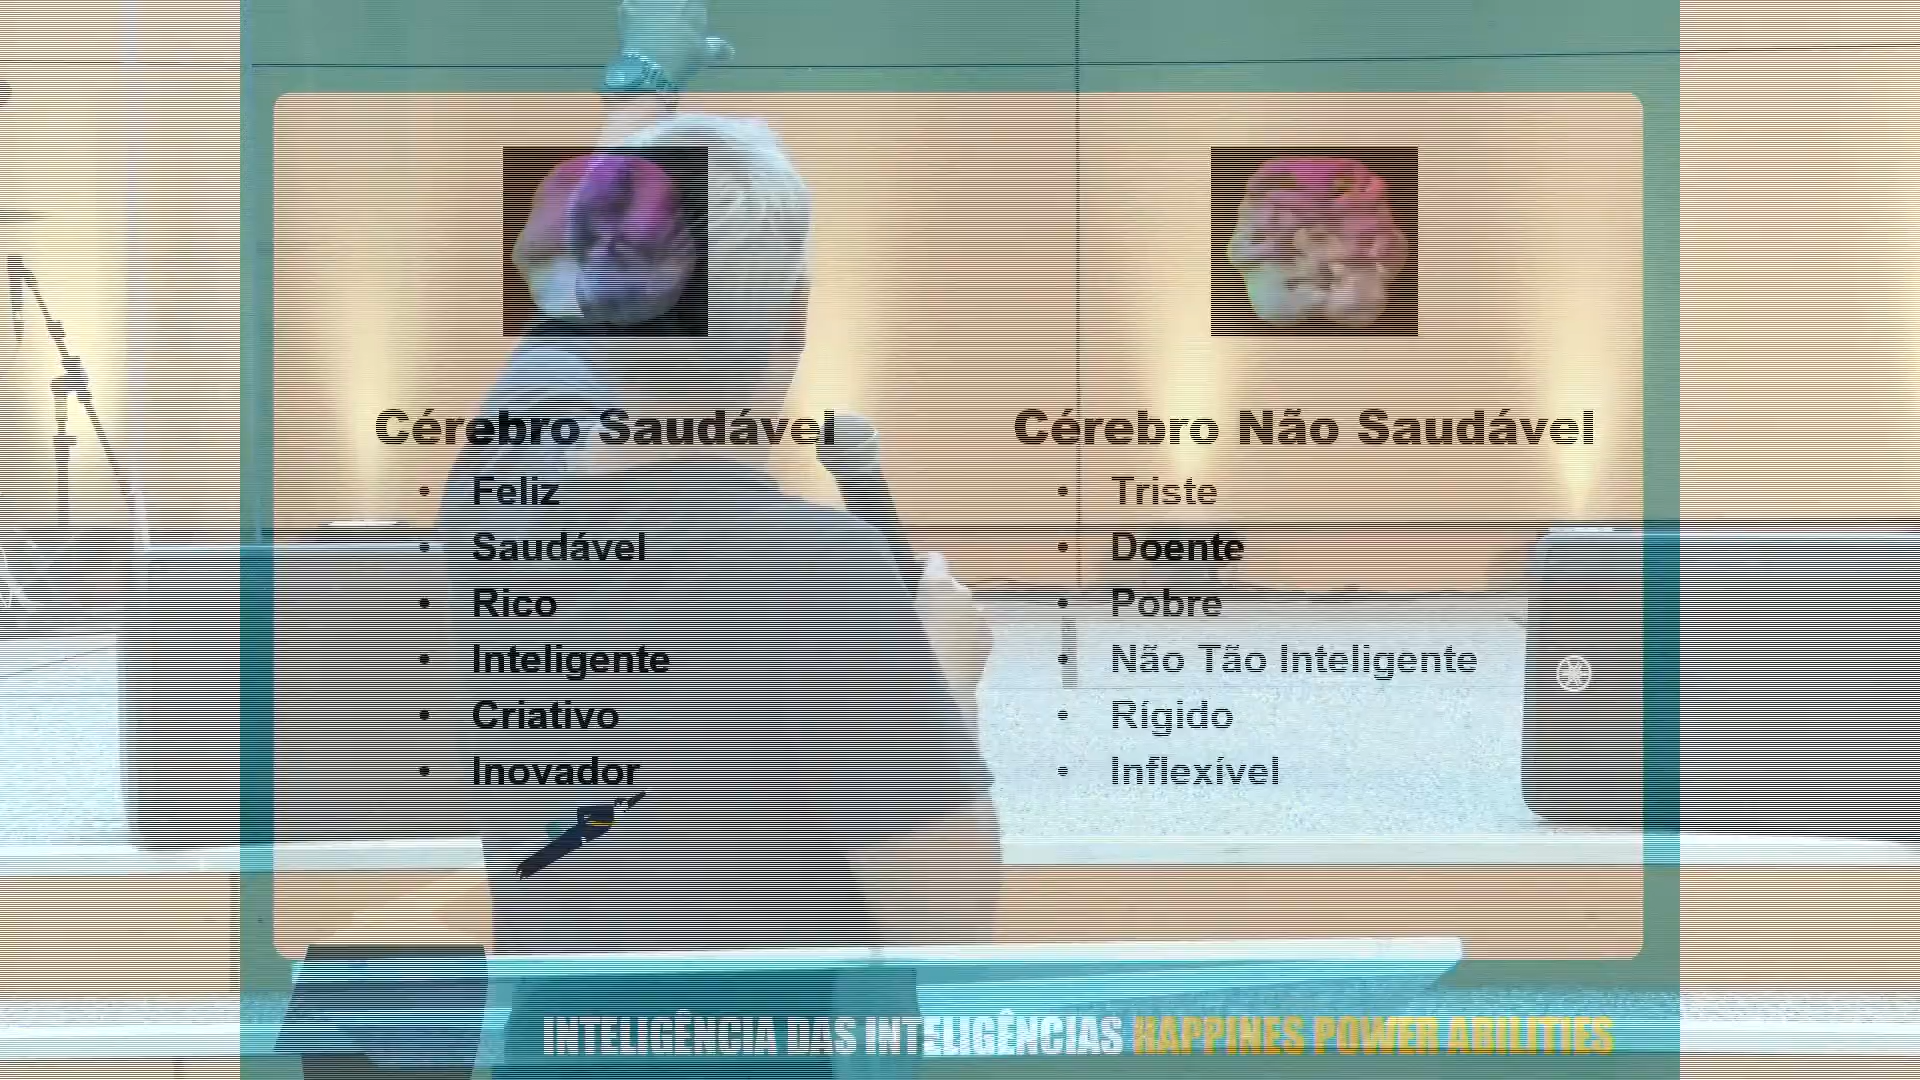 Cérebro Saudável
• Feliz
• Saudável
• Rico
• Inteligente
• Criativo
• Inovador
Cérebro Não Saudável
• Triste
• Doente
• Pobre
• Não Tão Inteligente
• Rígido
• Inflexível
INTELIGÊNCIA DAS INTELIGÊNCIAS HAPPINES POWER ABILITIES